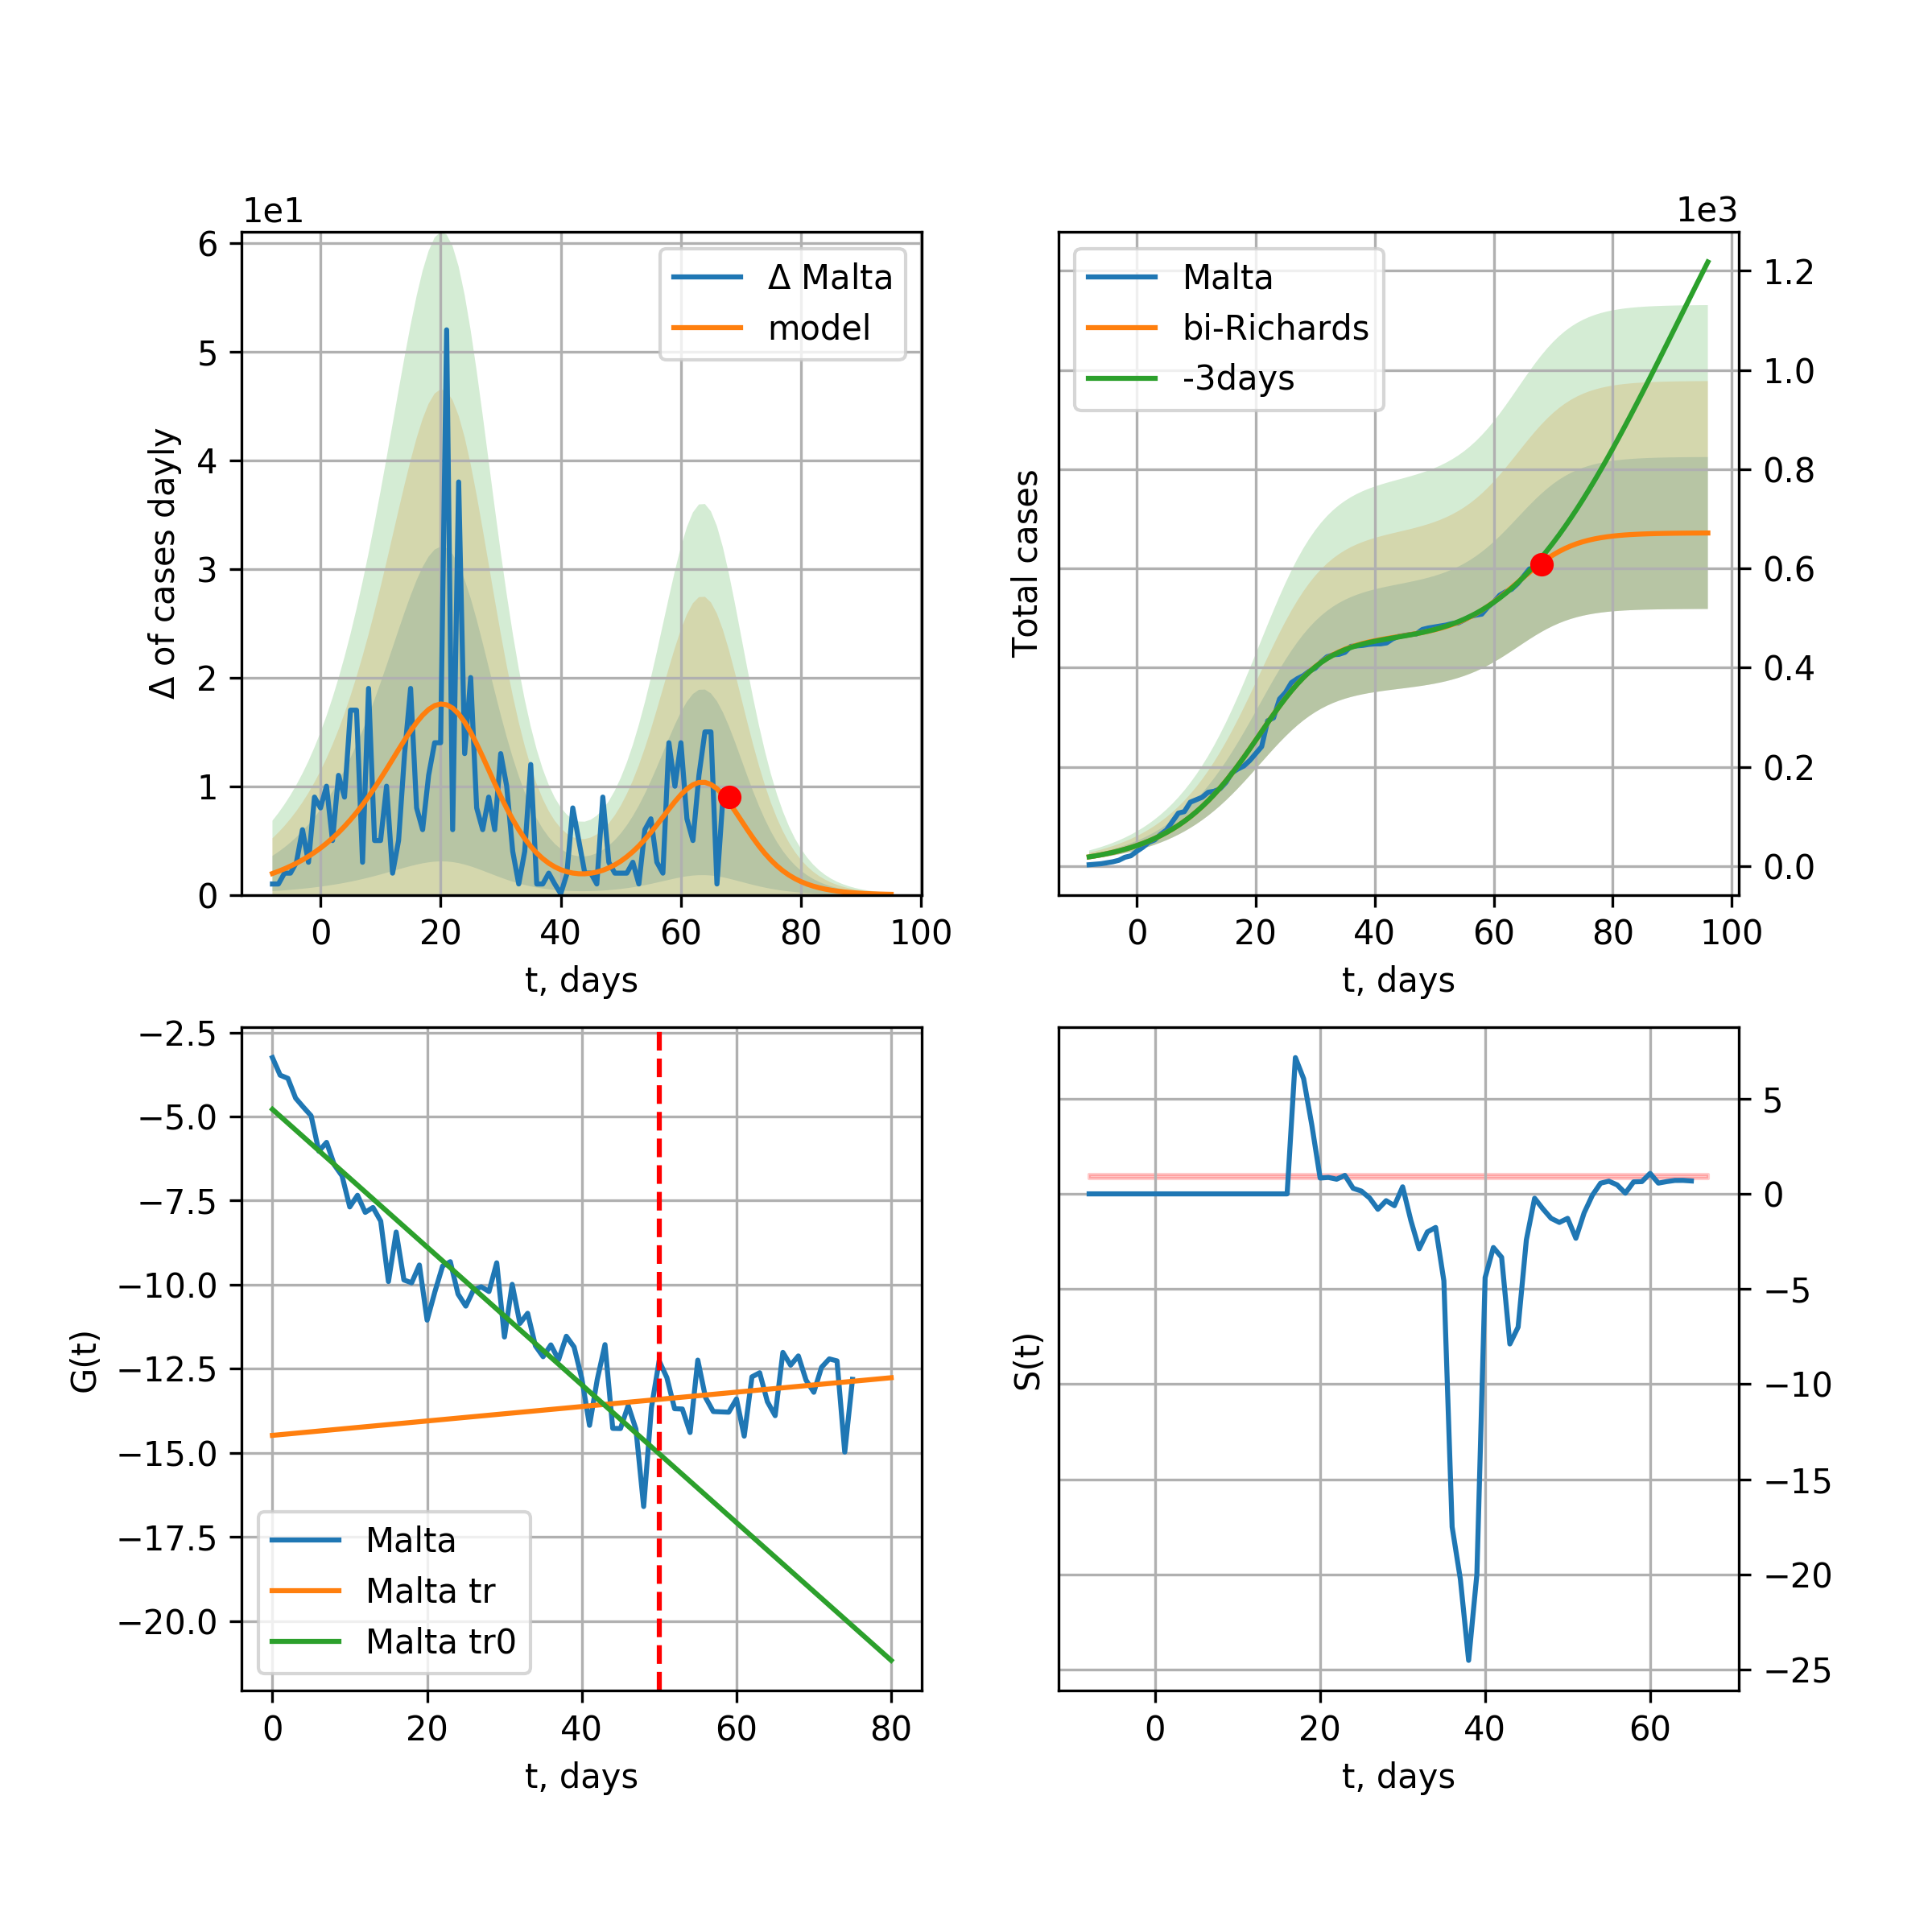 1e1
6
5
4
3
2
1
0
Δ of cases dayly
Δ Malta
model
0 20 40 60 80 100
t, days
1e3
1.2
1.0
0.8
0.6
0.4
0.2
0.0
Total cases
Malta
bi-Richards
-3days
0 20 40 60 80 100
t, days
−2.5
−5.0
−7.5
−10.0
−12.5
−15.0
−17.5
−20.0
G(t)
Malta
Malta tr
Malta tr0
0 20 40 60 80
t, days
5
0
−5
−10
−15
−20
−25
S(t)
0 20 40 60
t, days